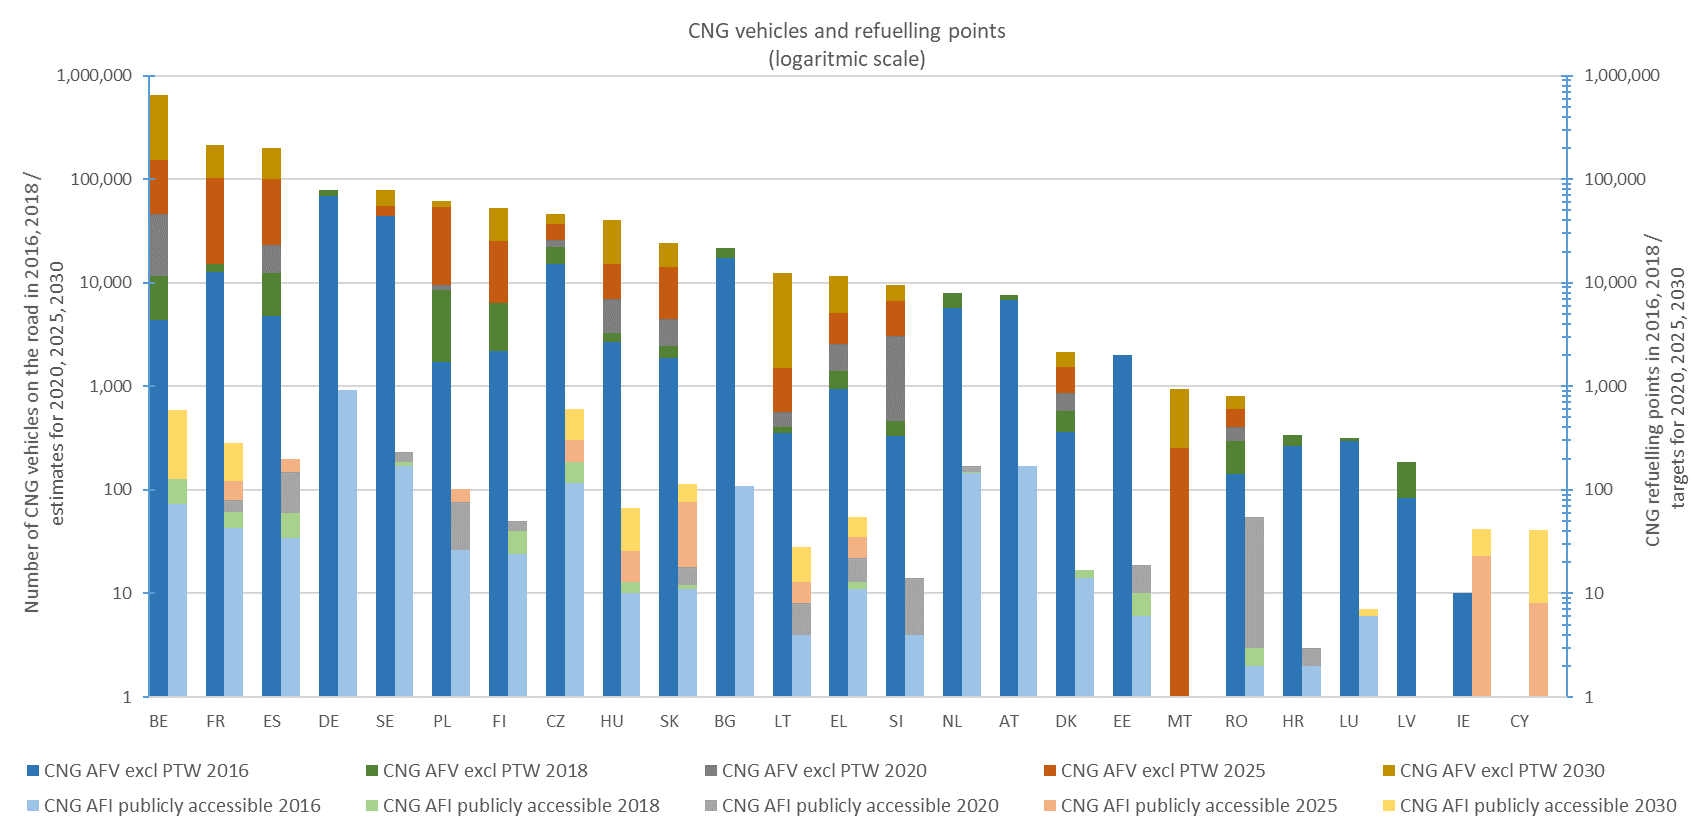 CNG vehicles and refuelling points
(logaritmic scale)
Number of CNG vehicles on the road in 2016, 2018 /
estimates for 2020, 2025, 2030
1,000,000
100,000
10,000
1,000
100
10
1
1,000,000
100,000
10,000
1,000
100
10
1
CNG refuelling points in 2016, 2018 /
targets for 2020, 2025, 2030
BE FR ES DE SE PL FI CZ HU SK BG LT EL SI NL AT DK EE MT RO HR LU LV IE CY
CNG AFV excl PTW 2016 CNG AFV excl PTW 2018 CNG AFV excl PTW 2020 CNG AFV excl PTW 2025 CNG AFV excl PTW 2030
CNG AFI publicly accessible 2016 CNG AFI publicly accessible 2018 CNG AFI publicly accessible 2020 CNG AFI publicly accessible 2025 CNG AFI publicly accessible 2030